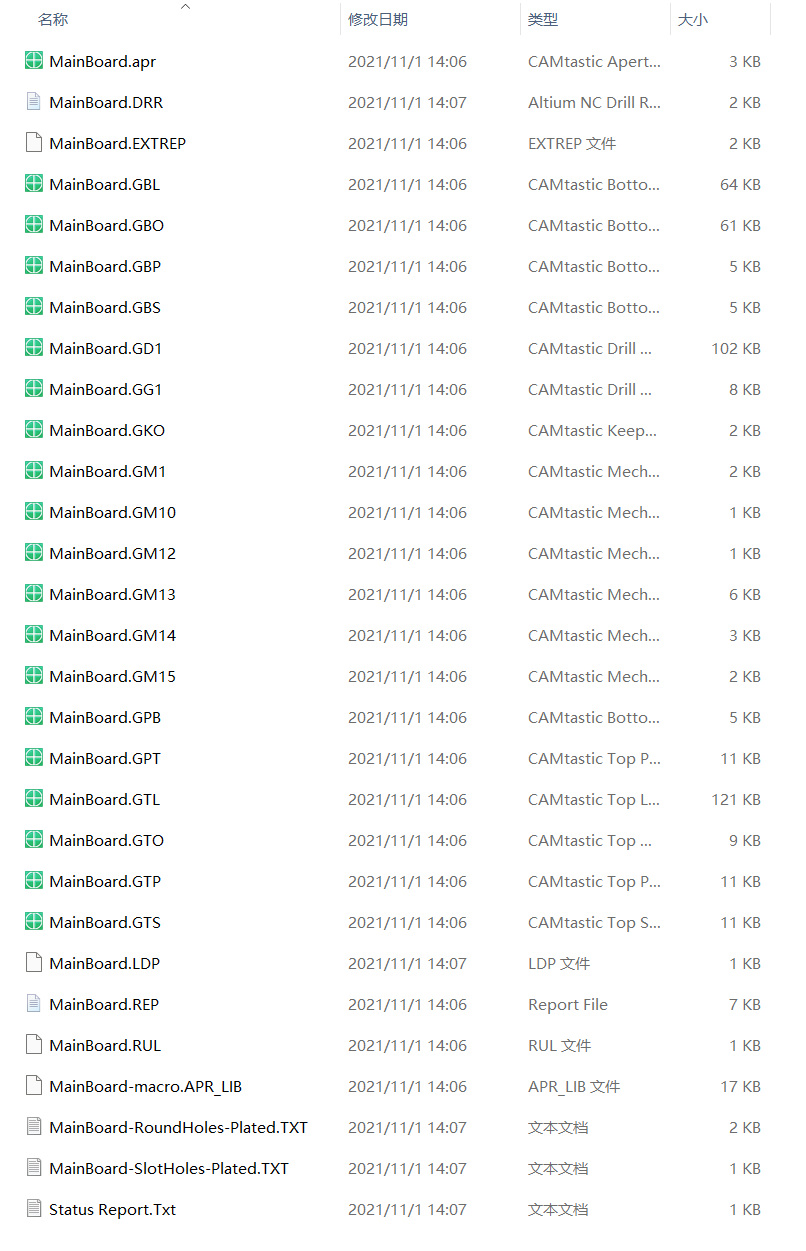 名称 修改日期 类型 大小
MainBoard.apr 2021/11/1 14:06 CAMtastic Apert... 3 KB
MainBoard.DRR 2021/11/1 14:07 Altium NC Drill R... 2 KB
MainBoard.EXTREP 2021/11/1 14:06 EXTREP 文件 2 KB
MainBoard.GBL 2021/11/1 14:06 CAMtastic Botto... 64 KB
MainBoard.GBO 2021/11/1 14:06 CAMtastic Botto... 61 KB
MainBoard.GBP 2021/11/1 14:06 CAMtastic Botto... 5 KB
MainBoard.GBS 2021/11/1 14:06 CAMtastic Botto... 5 KB
MainBoard.GD1 2021/11/1 14:06 CAMtastic Drill ... 102 KB
MainBoard.GG1 2021/11/1 14:06 CAMtastic Drill ... 8 KB
MainBoard.GKO 2021/11/1 14:06 CAMtastic Keep... 2 KB
MainBoard.GM1 2021/11/1 14:06 CAMtastic Mech... 2 KB
MainBoard.GM10 2021/11/1 14:06 CAMtastic Mech... 1 KB
MainBoard.GM12 2021/11/1 14:06 CAMtastic Mech... 1 KB
MainBoard.GM13 2021/11/1 14:06 CAMtastic Mech... 6 KB
MainBoard.GM14 2021/11/1 14:06 CAMtastic Mech... 3 KB
MainBoard.GM15 2021/11/1 14:06 CAMtastic Mech... 2 KB
MainBoard.GPB 2021/11/1 14:06 CAMtastic Botto... 5 KB
MainBoard.GPT 2021/11/1 14:06 CAMtastic Top P... 11 KB
MainBoard.GTL 2021/11/1 14:06 CAMtastic Top L... 121 KB
MainBoard.GTO 2021/11/1 14:06 CAMtastic Top ... 9 KB
MainBoard.GTP 2021/11/1 14:06 CAMtastic Top P... 11 KB
MainBoard.GTS 2021/11/1 14:06 CAMtastic Top S... 11 KB
MainBoard.LDP 2021/11/1 14:07 LDP 文件 1 KB
MainBoard.REP 2021/11/1 14:06 Report File 7 KB
MainBoard.RUL 2021/11/1 14:06 RUL 文件 1 KB
MainBoard-macro.APR_LIB 2021/11/1 14:06 APR_LIB 文件 17 KB
MainBoard-RoundHoles-Plated.TXT 2021/11/1 14:07 文本文档 2 KB
MainBoard-SlotHoles-Plated.TXT 2021/11/1 14:07 文本文档 1 KB
Status Report.Txt 2021/11/1 14:07 文本文档 1 KB